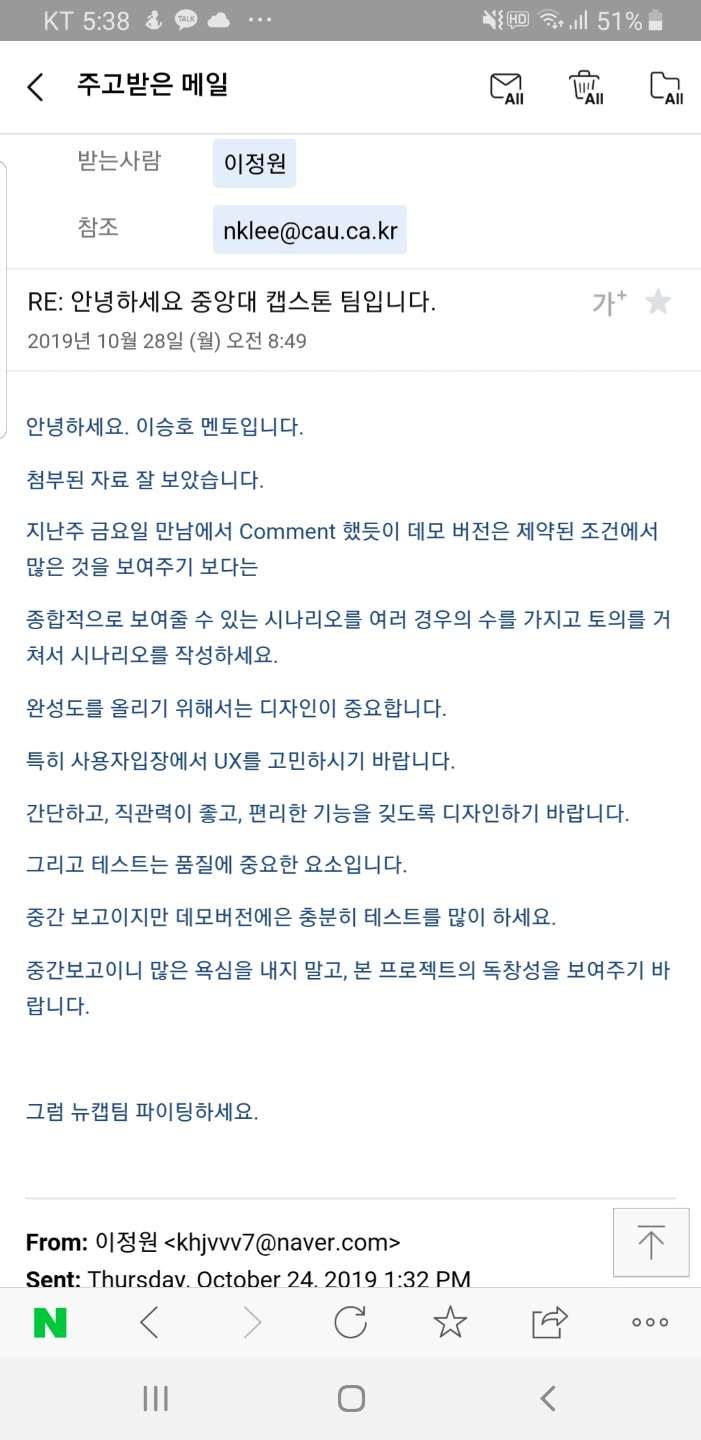 KT 5:38 TALK ··· HD 51%
주고받은 메일
All All All
받는사람 이정원
참조 nklee@cau.ca.kr
RE: 안녕하세요 중앙대 캡스톤 팀입니다. 가+
2019년 10월 28일 (월) 오전 8:49
안녕하세요. 이승호 멘토입니다.
첨부된 자료 잘 보았습니다.
지난주 금요일 만남에서 Comment 했듯이 데모 버전은 제약된 조건에서
많은 것을 보여주기 보다는
종합적으로 보여줄 수 있는 시나리오를 여러 경우의 수를 가지고 토의를 거
쳐서 시나리오를 작성하세요.
완성도를 올리기 위해서는 디자인이 중요합니다.
특히 사용자입장에서 UX를 고민하시기 바랍니다.
간단하고, 직관력이 좋고, 편리한 기능을 깆도록 디자인하기 바랍니다.
그리고 테스트는 품질에 중요한 요소입니다.
중간 보고이지만 데모버전에은 충분히 테스트를 많이 하세요.
중간보고이니 많은 욕심을 내지 말고, 본 프로젝트의 독창성을 보여주기 바
랍니다.
그럼 뉴캡팀 파이팅하세요.
From: 이정원 <khjvvv7@naver.com>
Sent: Thursday, October 24, 2019 1:32 PM
N